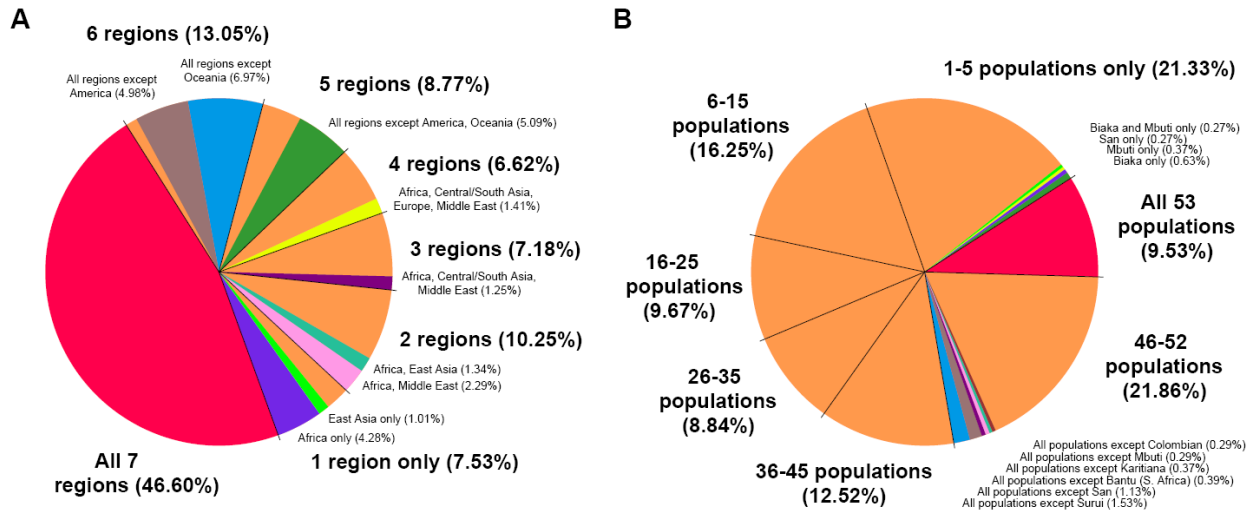 A
6 regions (13.05%)
All regions except
Oceania (6.97%)
All regions except
America (4.98%)
5 regions (8.77%)
All regions except America, Oceania (5.09%)
4 regions (6.62%)
Africa, Central/South Asia,
Europe, Middle East (1.41%)
3 regions (7.18%)
Africa, Central/South Asia,
Middle East (1.25%)
2 regions (10.25%)
Africa, East Asia (1.34%)
Africa, Middle East (2.29%)
East Asia only (1.01%)
Africa only (4.28%)
1 region only (7.53%)
All 7
regions (46.60%)
B
1-5 populations only (21.33%)
6-15
populations
(16.25%)
Biaka and Mbuti only (0.27%)
San only (0.27%)
Mbuti only (0.37%)
Biaka only (0.63%)
All 53
populations
(9.53%)
16-25
populations
(9.67%)
46-52
populations
(21.86%)
26-35
populations
(8.84%)
36-45 populations
(12.52%)
All populations except Colombian (0.29%)
All populations except Mbuti (0.29%)
All populations except Karitiana (0.37%)
All populations except Bantu (S. Africa) (0.39%)
All populations except San (1.13%)
All populations except Surui (1.53%)